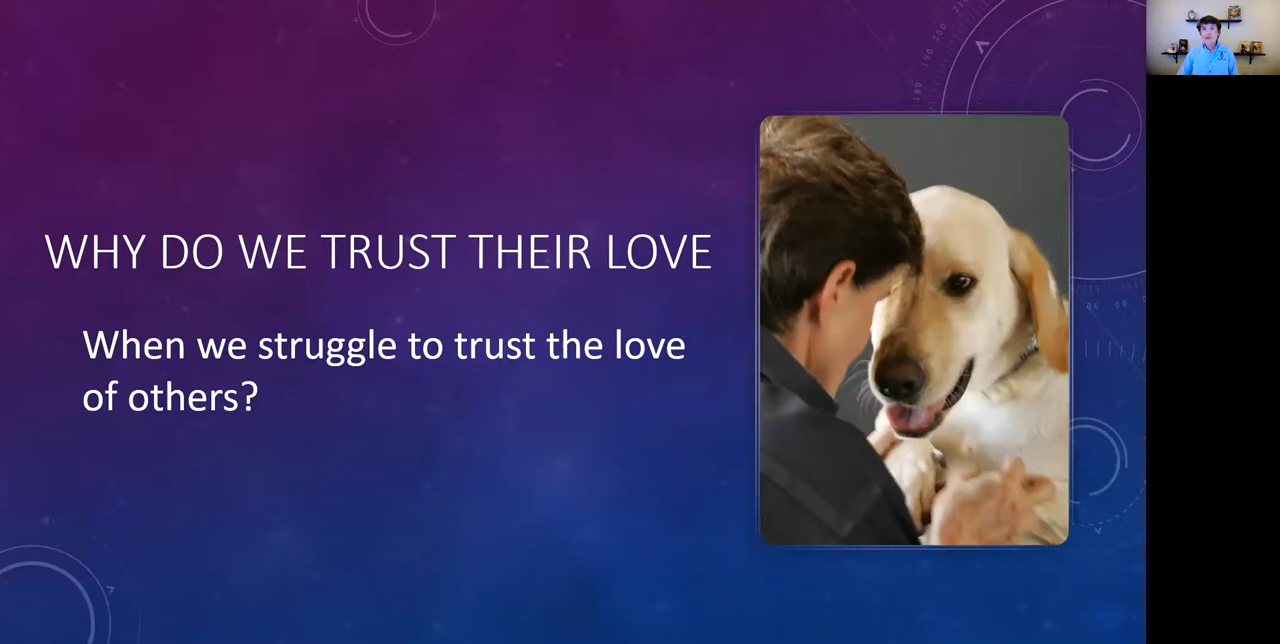 WHY DO WE TRUST THEIR LOVE
When we struggle to trust the love
of others?